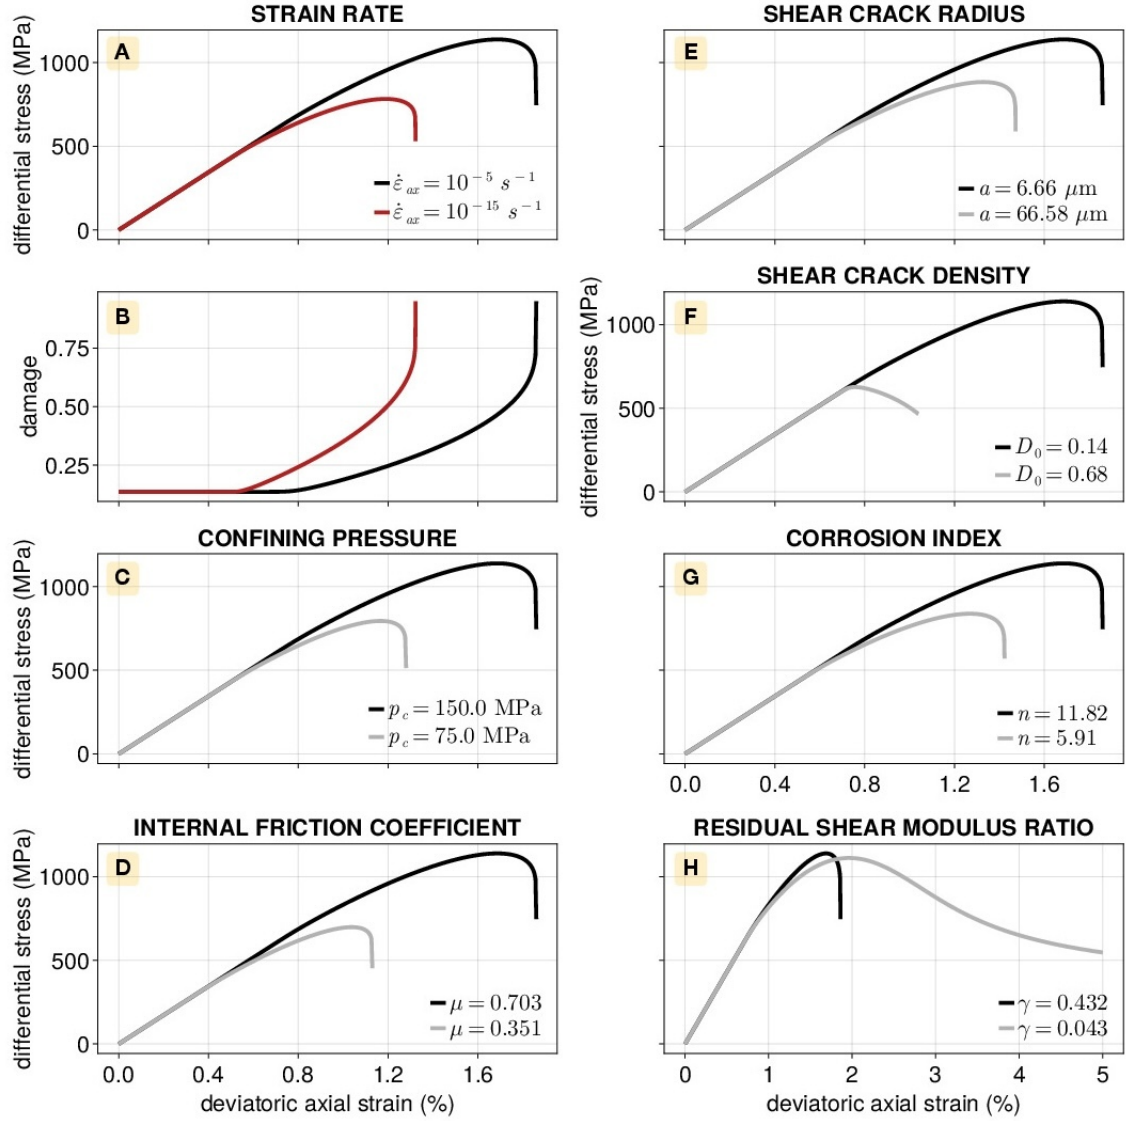 STRAIN RATE
A
differential stress (MPa)
1000
500
0
ε̇ax = 10⁻⁵ s⁻¹
ε̇ax = 10⁻¹⁵ s⁻¹
B
damage
0.75
0.50
0.25
CONFINING PRESSURE
C
differential stress (MPa)
1000
500
0
pc = 150.0 MPa
pc = 75.0 MPa
INTERNAL FRICTION COEFFICIENT
D
differential stress (MPa)
1000
500
0
μ = 0.703
μ = 0.351
0.0 0.4 0.8 1.2 1.6
deviatoric axial strain (%)
SHEAR CRACK RADIUS
E
a = 6.66 μm
a = 66.58 μm
SHEAR CRACK DENSITY
F
differential stress (MPa)
1000
500
0
D₀ = 0.14
D₀ = 0.68
CORROSION INDEX
G
n = 11.82
n = 5.91
0.0 0.4 0.8 1.2 1.6
RESIDUAL SHEAR MODULUS RATIO
H
γ = 0.432
γ = 0.043
0 1 2 3 4 5
deviatoric axial strain (%)